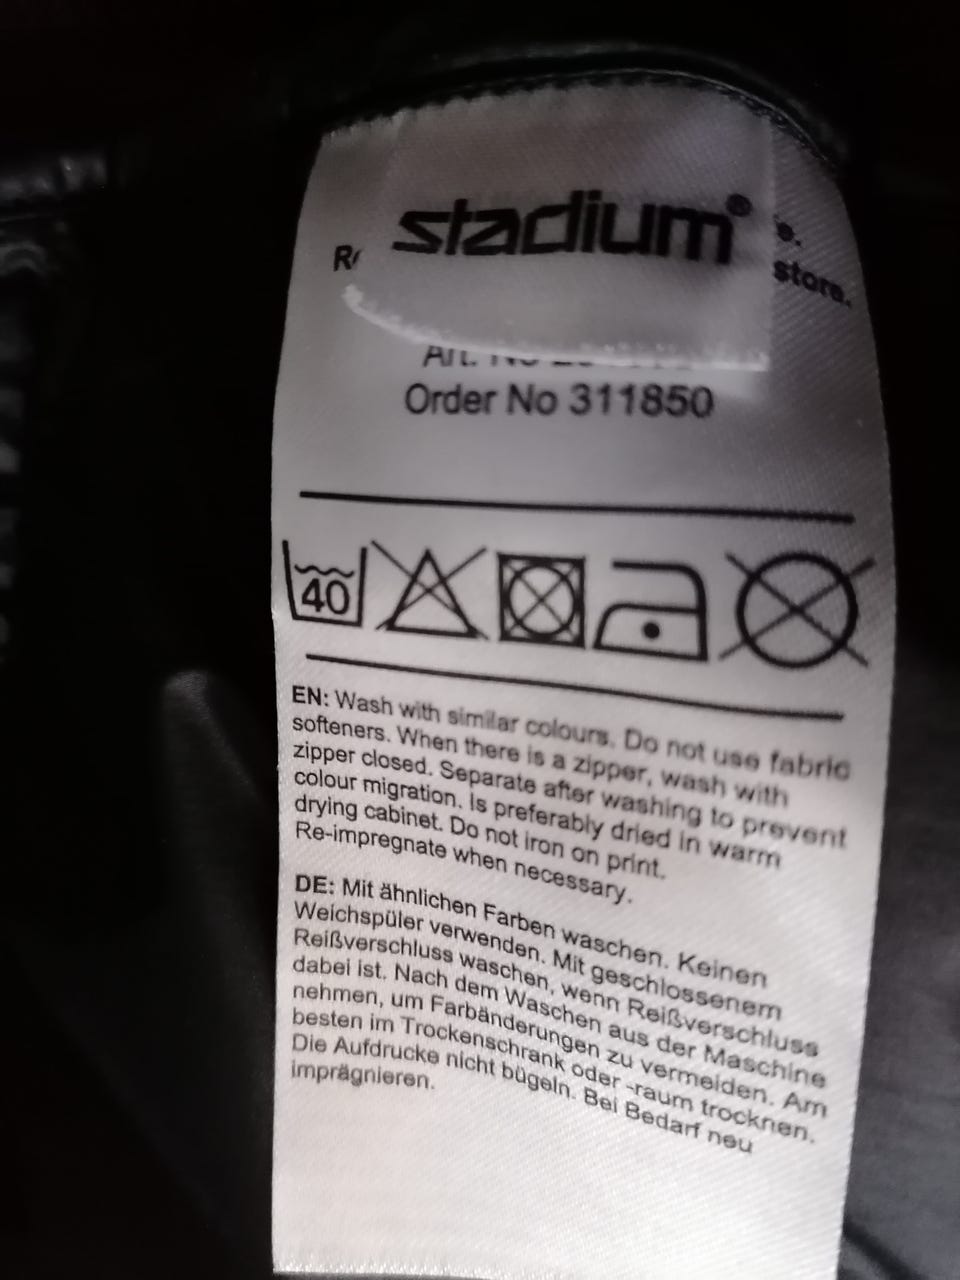 stadium®
e.
store.
Art. No
Order No 311850
40
EN: Wash with similar colours. Do not use fabric
softeners. When there is a zipper, wash with
zipper closed. Separate after washing to prevent
colour migration. Is preferably dried in warm
drying cabinet. Do not iron on print.
Re-impregnate when necessary.
DE: Mit ähnlichen Farben waschen. Keinen
Weichspüler verwenden. Mit geschlossenem
Reißverschluss waschen, wenn Reißverschluss
dabei ist. Nach dem Waschen aus der Maschine
nehmen, um Farbänderungen zu vermeiden. Am
besten im Trockenschrank oder -raum trocknen.
Die Aufdrucke nicht bügeln. Bei Bedarf neu
imprägnieren.